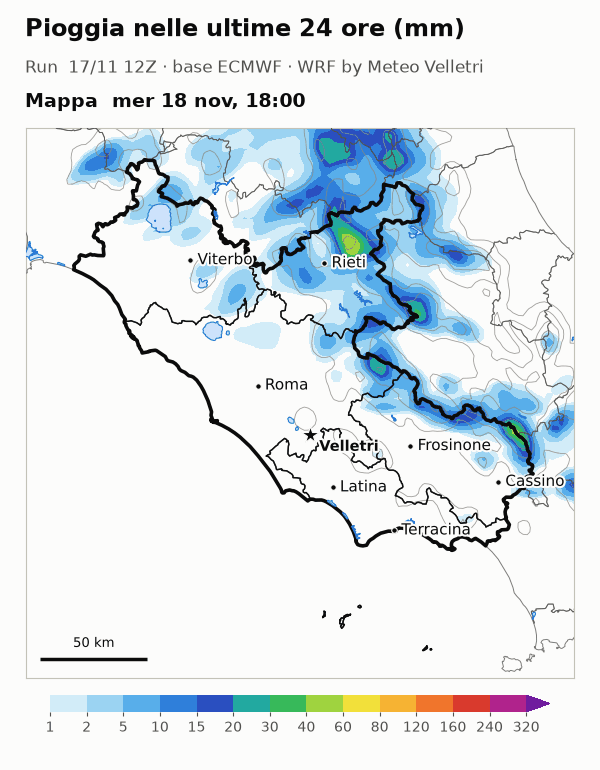 Pioggia nelle ultime 24 ore (mm)
Run  17/11 12Z · base ECMWF · WRF by Meteo Velletri
Mappa  mer 18 nov, 18:00
Viterbo
Rieti
Roma
Velletri
Frosinone
Cassino
Latina
Terracina
50 km
1 2 5 10 15 20 30 40 60 80 120 160 240 320